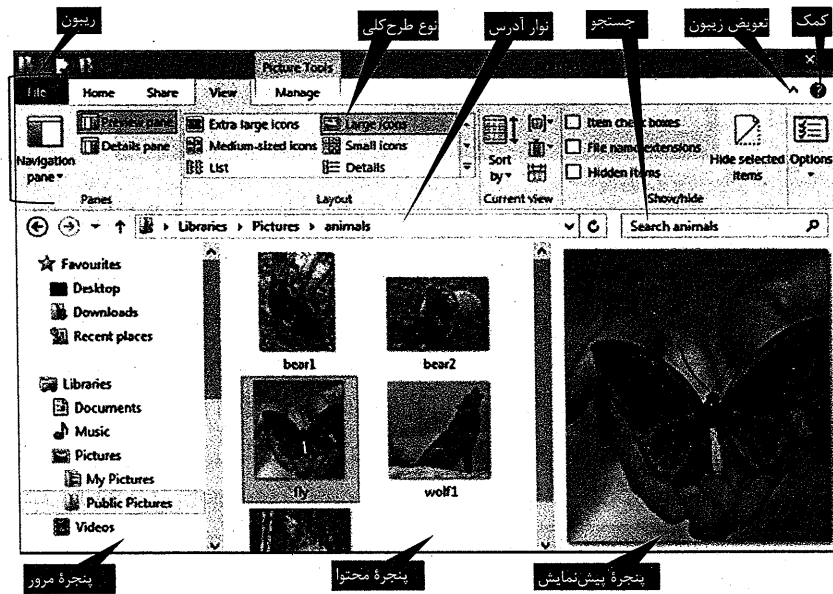 ریبون
نوع طرح‌کلی
نوار آدرس
جستجو
تعویض زیبون
کمک
Picture Tools
File Home Share View Manage
Navigation pane
Preview pane
Details pane
Panes
Extra large icons Large icons
Medium-sized icons Small icons
List Details
Layout
Sort by
Current view
Item check boxes
File name extensions
Hidden items
Hide selected items
Show/hide
Options
Libraries Pictures animals
Search animals
Favourites
Desktop
Downloads
Recent places
Libraries
Documents
Music
Pictures
My Pictures
Public Pictures
Videos
bear1
bear2
fly
wolf1
پنجرهٔ مرور
پنجرهٔ محتوا
پنجرهٔ پیش‌نمایش